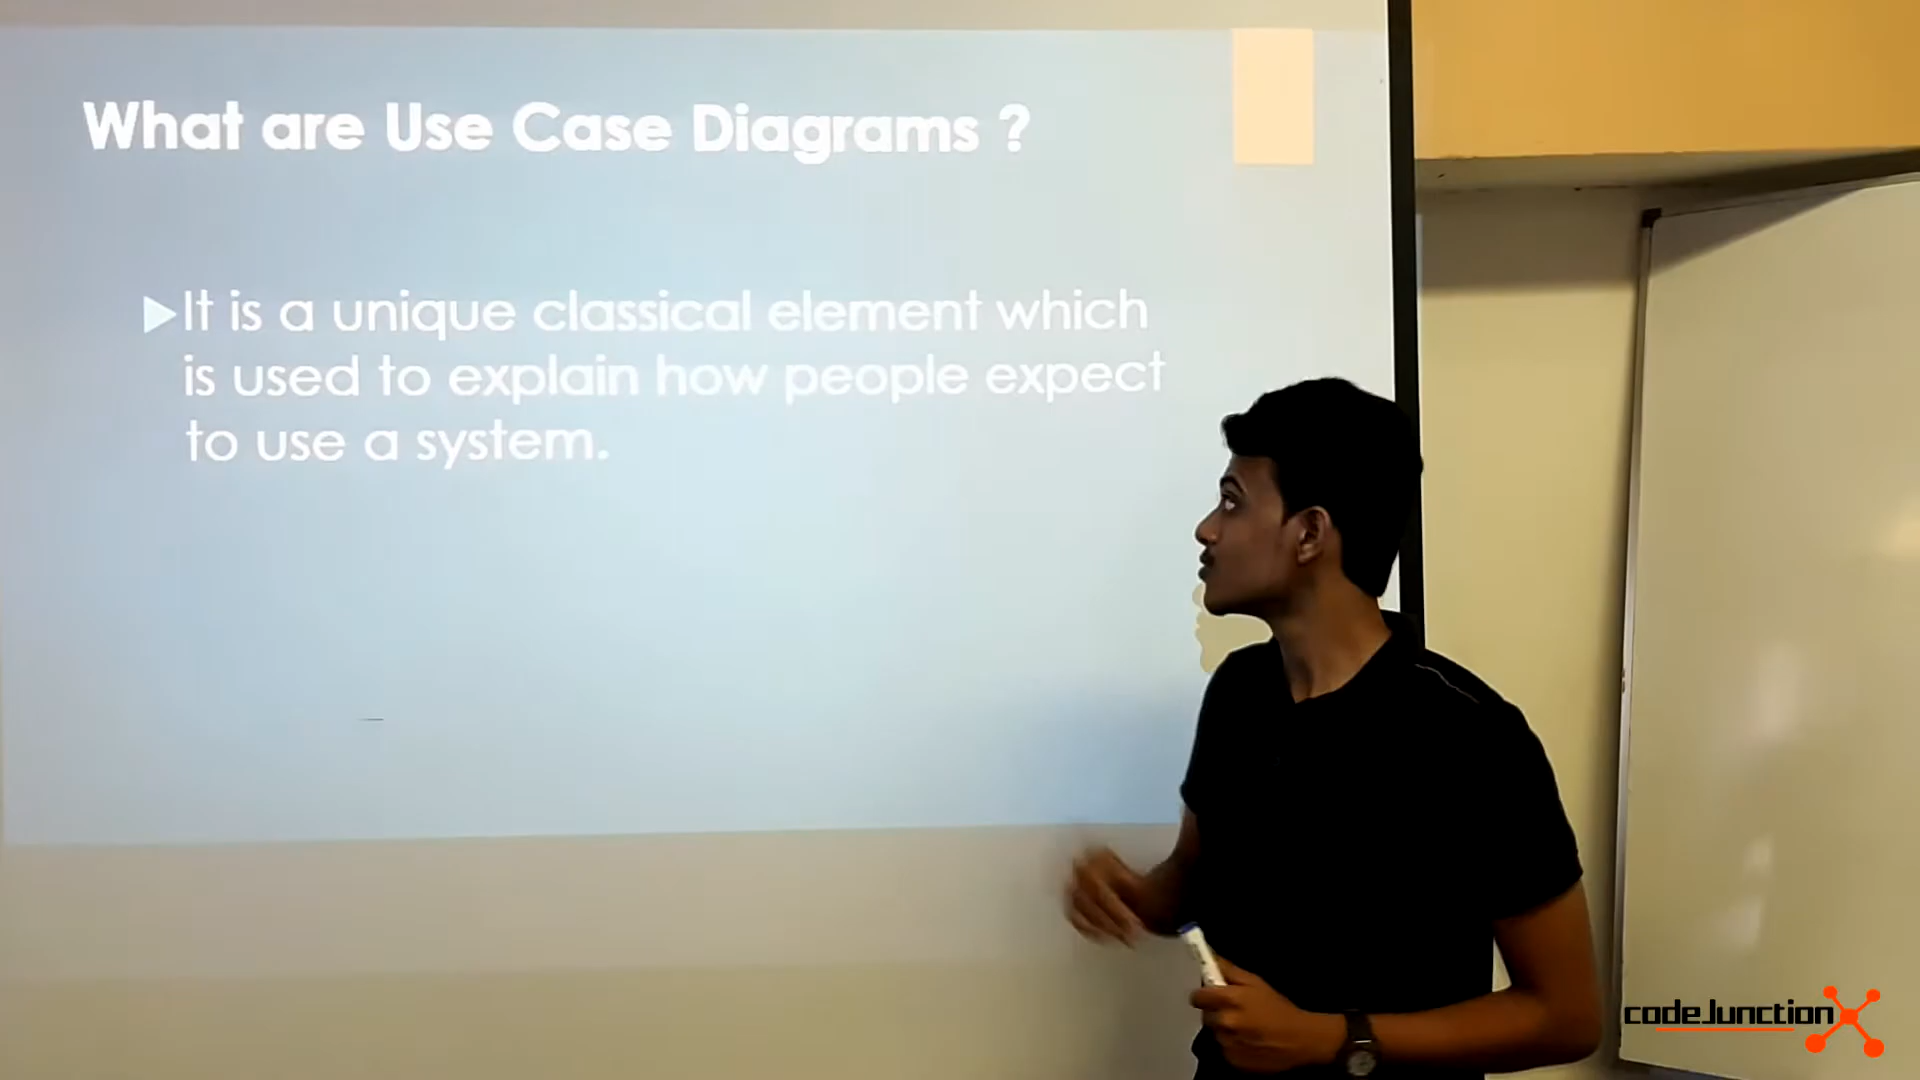 What are Use Case Diagrams ?
It is a unique classical element which
is used to explain how people expect
to use a system.
codeJunction